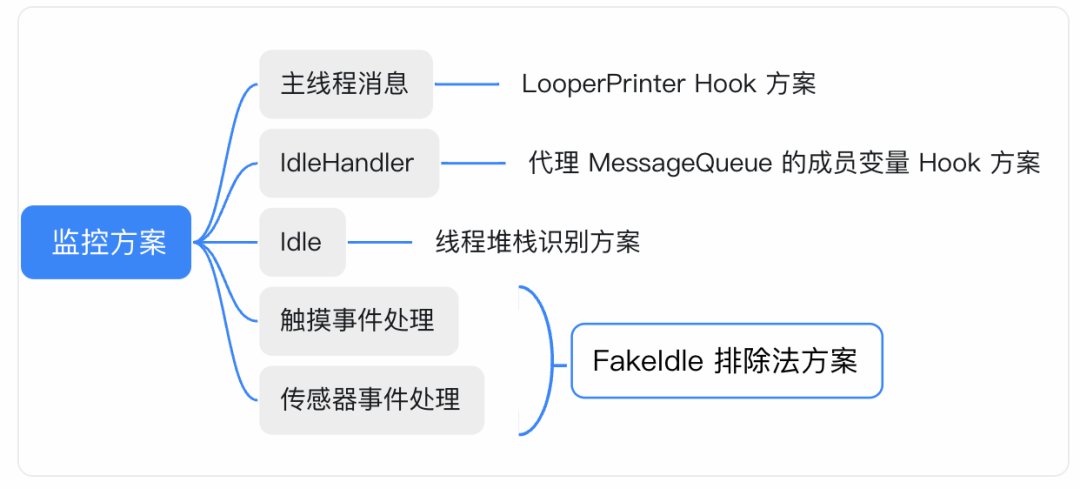 监控方案
主线程消息
LooperPrinter Hook 方案
IdleHandler
代理 MessageQueue 的成员变量 Hook 方案
Idle
线程堆栈识别方案
触摸事件处理
传感器事件处理
FakeIdle 排除法方案